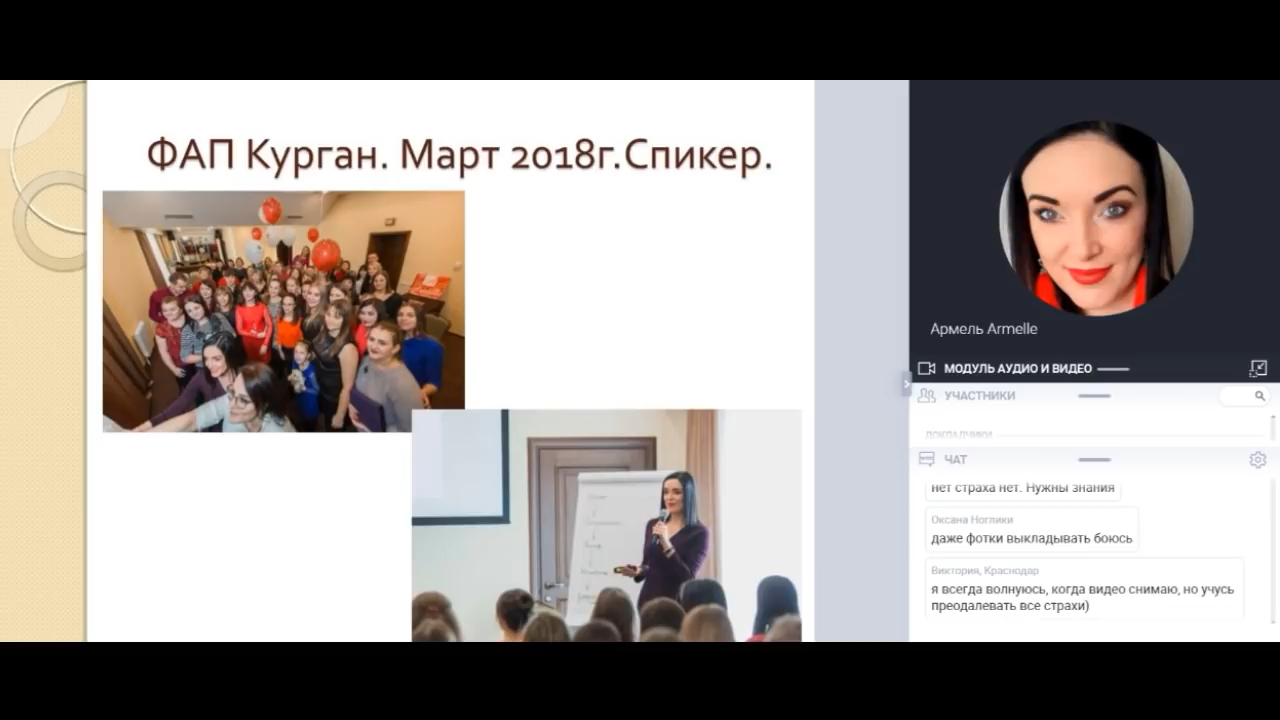 ФАП Курган. Март 2018г.Спикер.
Армель Armelle
МОДУЛЬ АУДИО И ВИДЕО
УЧАСТНИКИ
ДОКЛАДЧИКИ
ЧАТ
нет страха нет. Нужны знания
Оксана Ноглики
даже фотки выкладывать боюсь
Виктория, Краснодар
я всегда волнуюсь, когда видео снимаю, но учусь
преодалевать все страхи)